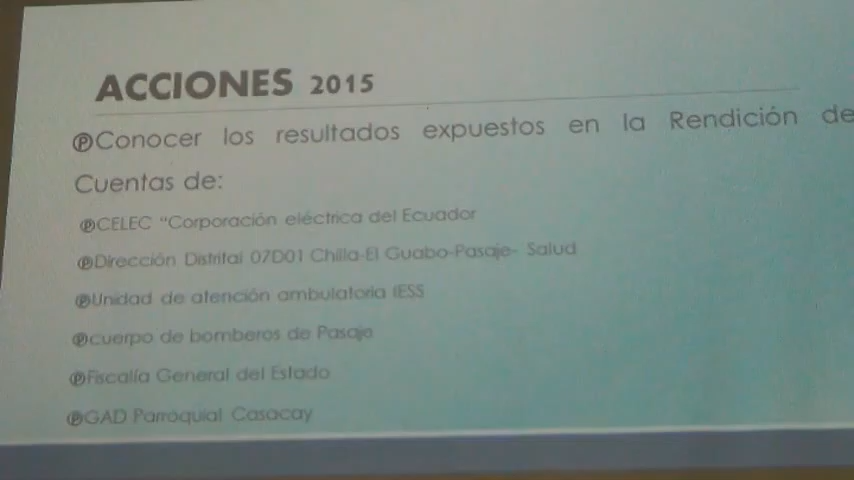 ACCIONES 2015
℗Conocer los resultados expuestos en la Rendición de
Cuentas de:
℗CELEC “Corporación eléctrica del Ecuador
℗Dirección Distrital 07D01 Chilla-El Guabo-Pasaje- Salud
℗Unidad de atención ambulatoria IESS
℗cuerpo de bomberos de Pasaje
℗Fiscalía General del Estado
℗GAD Parroquial Casacay